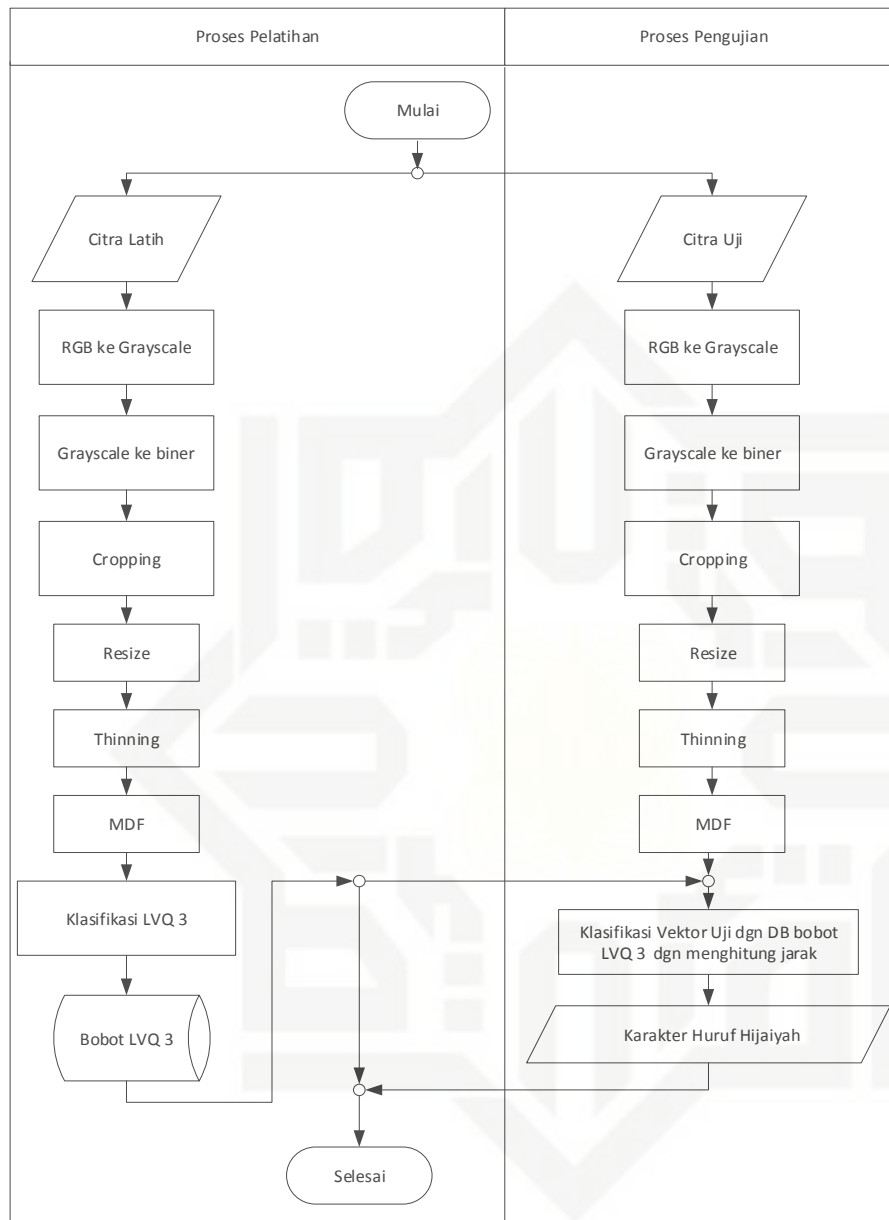 Proses Pelatihan
Proses Pengujian
Mulai
Citra Latih
RGB ke Grayscale
Grayscale ke biner
Cropping
Resize
Thinning
MDF
Klasifikasi LVQ 3
Bobot LVQ 3
Citra Uji
RGB ke Grayscale
Grayscale ke biner
Cropping
Resize
Thinning
MDF
Klasifikasi Vektor Uji dgn DB bobot
LVQ 3 dgn menghitung jarak
Karakter Huruf Hijaiyah
Selesai